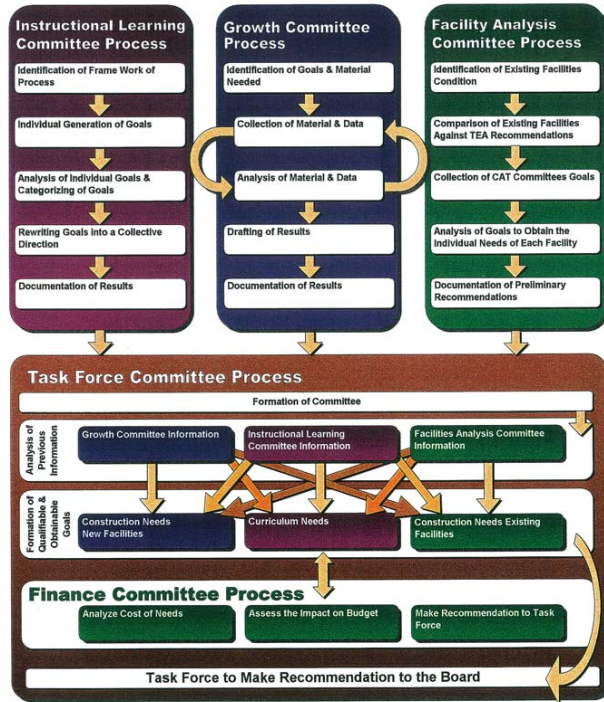 Instructional Learning
Committee Process
Identification of Frame Work of
Process
Individual Generation of Goals
Analysis of Individual Goals &
Categorizing of Goals
Rewriting Goals into a Collective
Direction
Documentation of Results
Growth Committee
Process
Identification of Goals & Material
Needed
Collection of Material & Data
Analysis of Material & Data
Drafting of Results
Documentation of Results
Facility Analysis
Committee Process
Identification of Existing Facilities
Condition
Comparison of Existing Facilities
Against TEA Recommendations
Collection of CAT Committees Goals
Analysis of Goals to Obtain the
Individual Needs of Each Facility
Documentation of Preliminary
Recommendations
Task Force Committee Process
Formation of Committee
Analysis of
Previous
Information
Growth Committee Information
Instructional Learning
Committee Information
Facilities Analysis Committee
Information
Formation of
Qualifiable &
Obtainable
Goals
Construction Needs
New Facilities
Curriculum Needs
Construction Needs Existing
Facilities
Finance Committee Process
Analyze Cost of Needs
Assess the Impact on Budget
Make Recommendation to Task
Force
Task Force to Make Recommendation to the Board